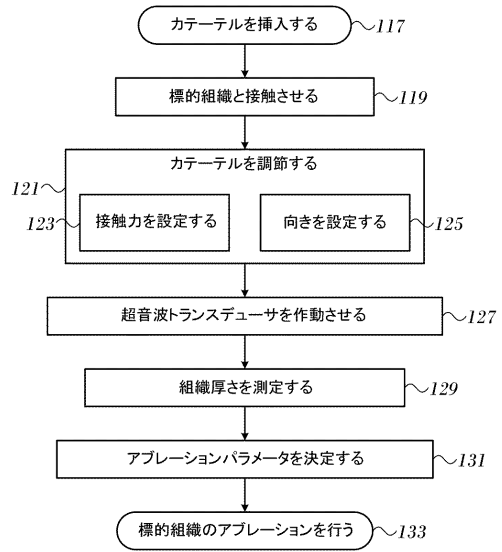 カテーテルを挿入する
117
標的組織と接触させる
119
カテーテルを調節する
121
123
接触力を設定する
向きを設定する
125
超音波トランスデューサを作動させる
127
組織厚さを測定する
129
アブレーションパラメータを決定する
131
標的組織のアブレーションを行う
133